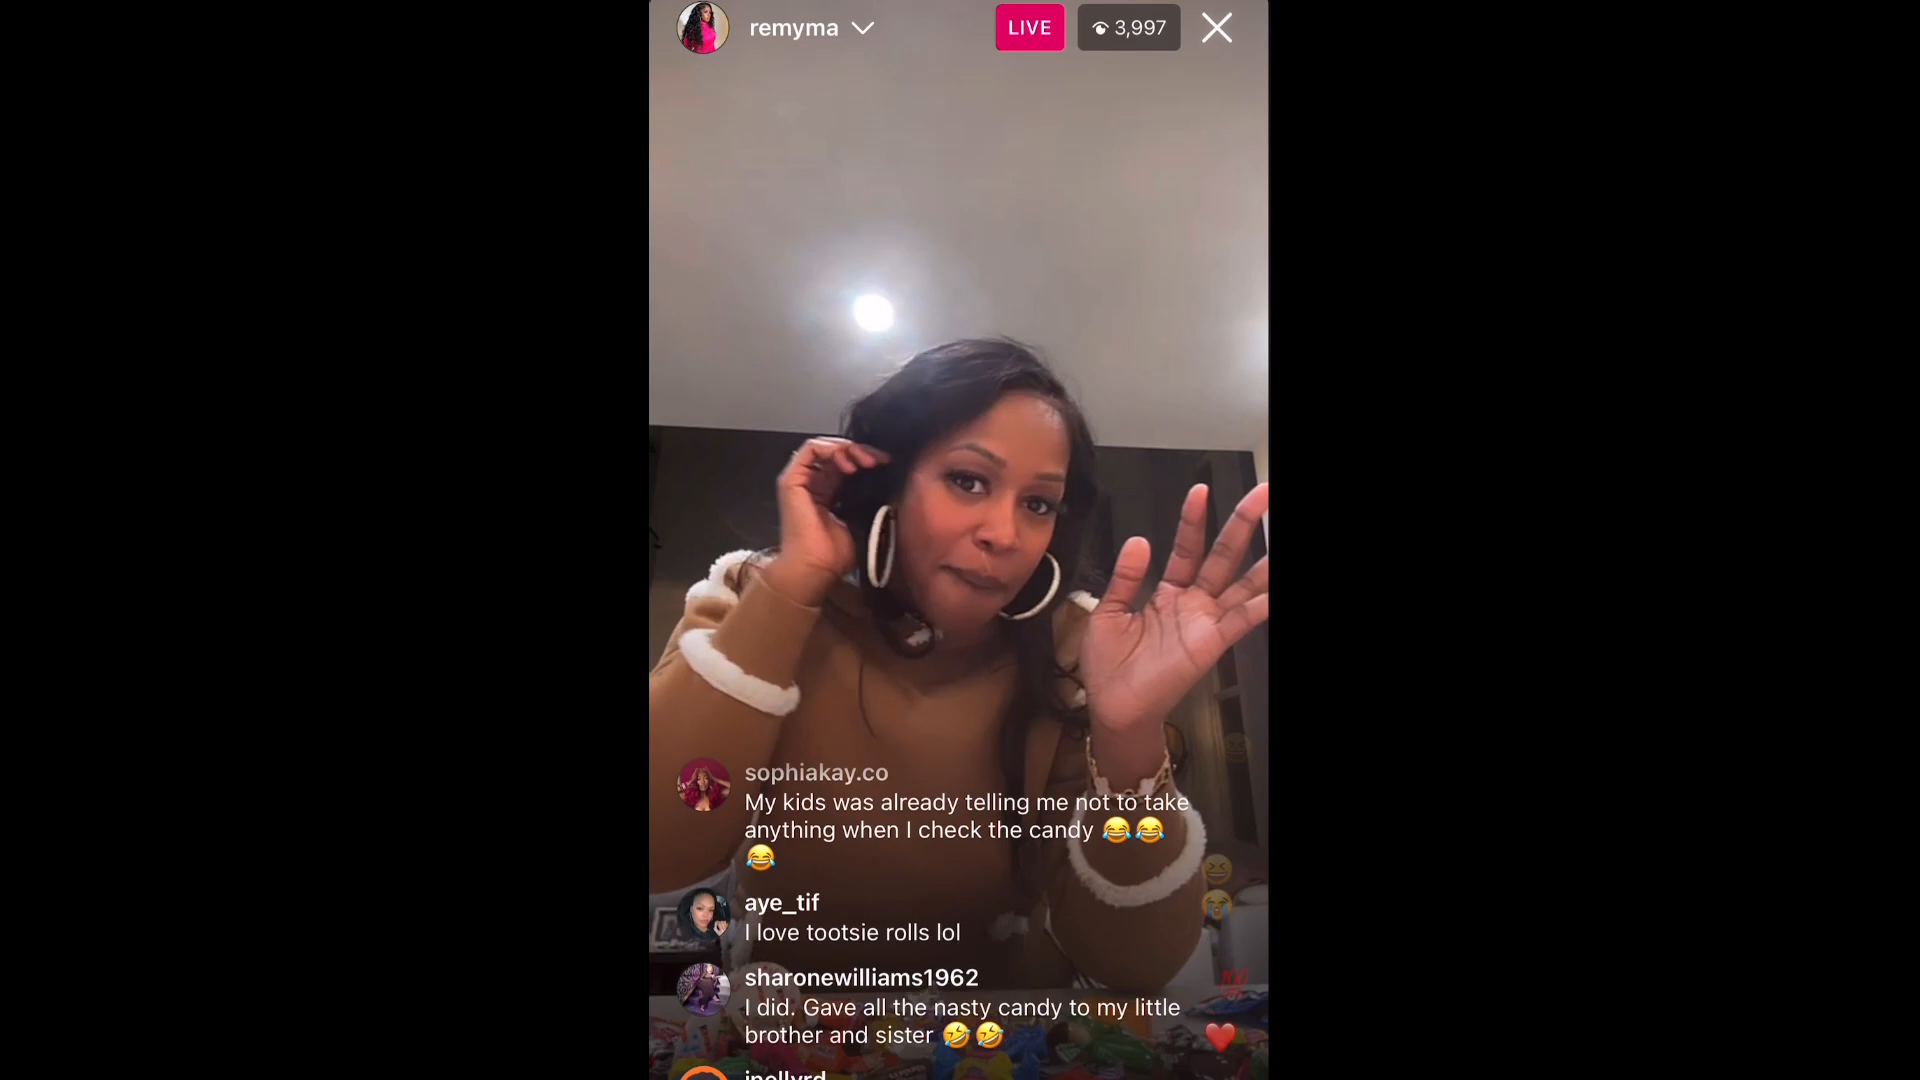 remyma
LIVE
3,997
sophiakay.co
My kids was already telling me not to take
anything when I check the candy 😂😂
😂
aye_tif
I love tootsie rolls lol
sharonewilliams1962
I did. Gave all the nasty candy to my little
brother and sister 🤣🤣